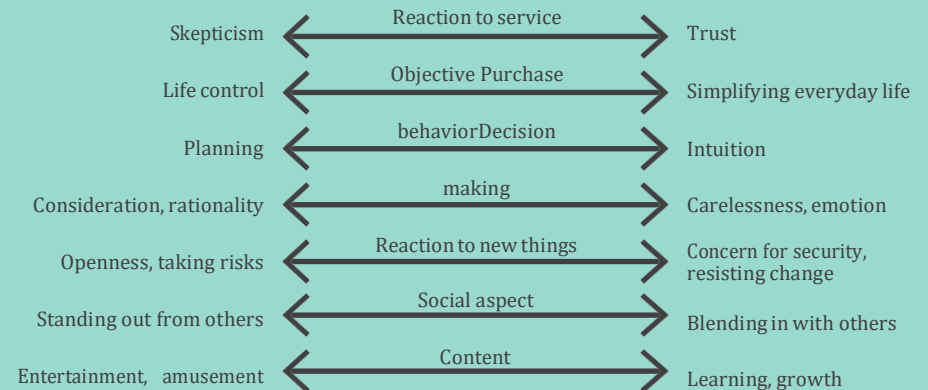 Reaction to service
Skepticism Trust
Objective Purchase
Life control Simplifying everyday life
behaviorDecision
Planning Intuition
making
Consideration, rationality Carelessness, emotion
Reaction to new things
Openness, taking risks Concern for security,
resisting change
Social aspect
Standing out from others Blending in with others
Content
Entertainment, amusement Learning, growth